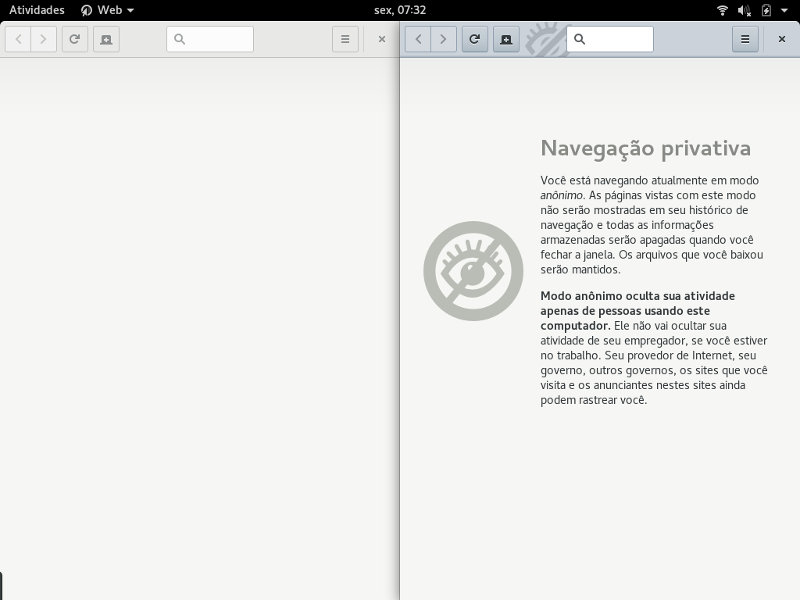 Atividades Web sex, 07:32
Navegação privativa
Você está navegando atualmente em modo
anônimo. As páginas vistas com este modo
não serão mostradas em seu histórico de
navegação e todas as informações
armazenadas serão apagadas quando você
fechar a janela. Os arquivos que você baixou
serão mantidos.
Modo anônimo oculta sua atividade
apenas de pessoas usando este
computador. Ele não vai ocultar sua
atividade de seu empregador, se você estiver
no trabalho. Seu provedor de Internet, seu
governo, outros governos, os sites que você
visita e os anunciantes nestes sites ainda
podem rastrear você.